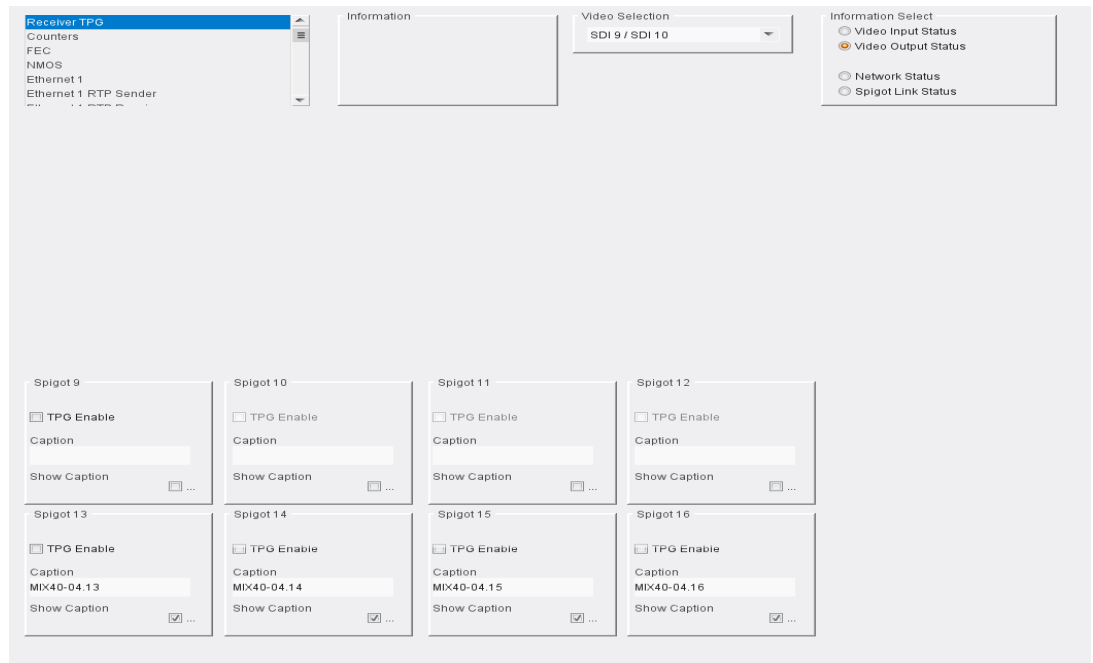 Receiver TPG
Counters
FEC
NMOS
Ethernet 1
Ethernet 1 RTP Sender
Information
Video Selection
SDI 9 / SDI 10
Information Select
Video Input Status
Video Output Status
Network Status
Spigot Link Status
Spigot 9
TPG Enable
Caption
Show Caption
...
Spigot 10
TPG Enable
Caption
Show Caption
...
Spigot 11
TPG Enable
Caption
Show Caption
...
Spigot 12
TPG Enable
Caption
Show Caption
...
Spigot 13
TPG Enable
Caption
MIX40-04.13
Show Caption
...
Spigot 14
TPG Enable
Caption
MIX40-04.14
Show Caption
...
Spigot 15
TPG Enable
Caption
MIX40-04.15
Show Caption
...
Spigot 16
TPG Enable
Caption
MIX40-04.16
Show Caption
...